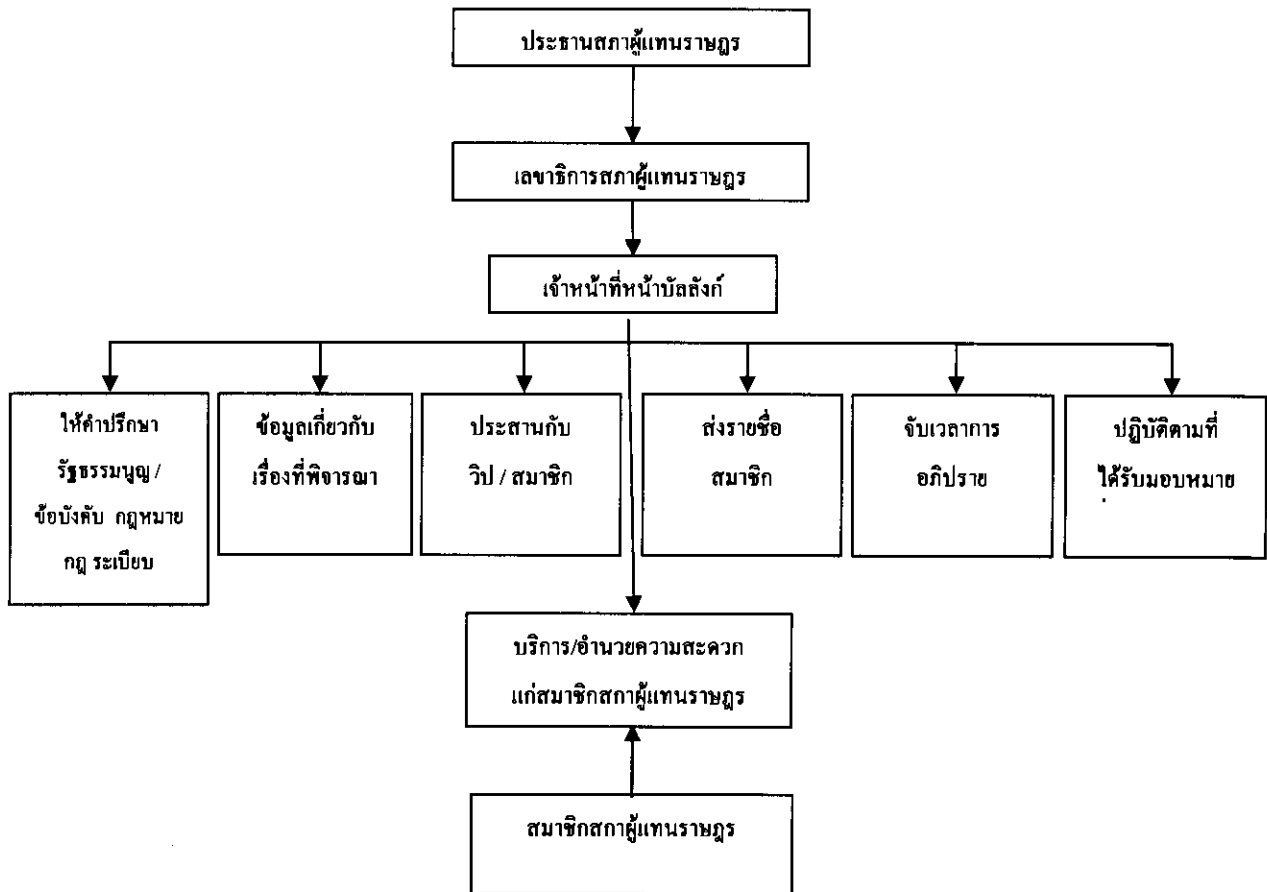 ประธานสภาผู้แทนราษฎร
เลขาธิการสภาผู้แทนราษฎร
เจ้าหน้าที่หน้าบัลลังก์
ให้คำปรึกษา
รัฐธรรมนูญ /
ข้อบังคับ กฎหมาย
กฎ ระเบียบ
ข้อมูลเกี่ยวกับ
เรื่องที่พิจารณา
ประสานกับ
วิป / สมาชิก
ส่งรายชื่อ
สมาชิก
จับเวลาการ
อภิปราย
ปฏิบัติตามที่
ได้รับมอบหมาย
บริการ/อำนวยความสะดวก
แก่สมาชิกสภาผู้แทนราษฎร
สมาชิกสภาผู้แทนราษฎร